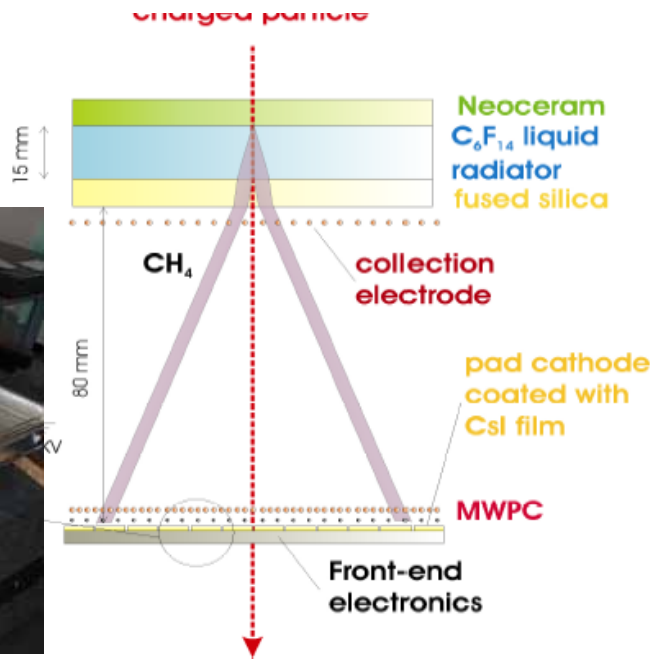 charged particle
Neoceram
C₆F₁₄ liquid
radiator
fused silica
15 mm
CH₄
collection
electrode
80 mm
pad cathode
coated with
CsI film
MWPC
Front-end
electronics